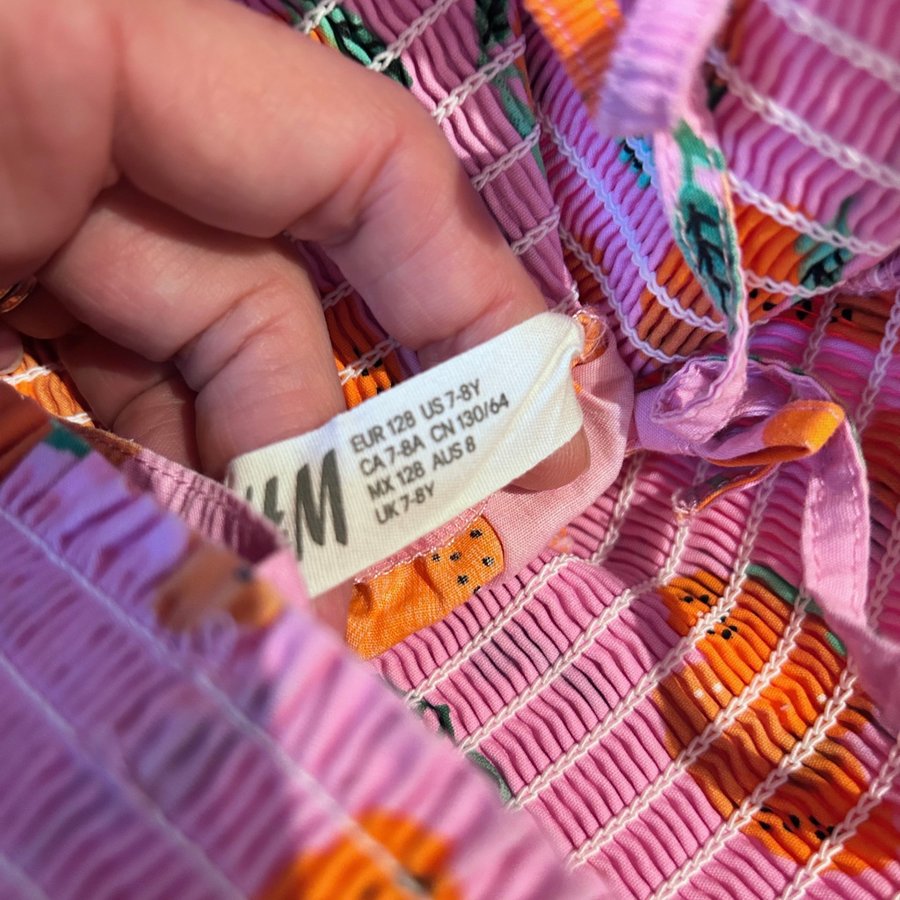 H&M
EUR 128 US 7-8Y
CA 7-8A CN 130/64
MX 128 AUS 8
UK 7-8Y